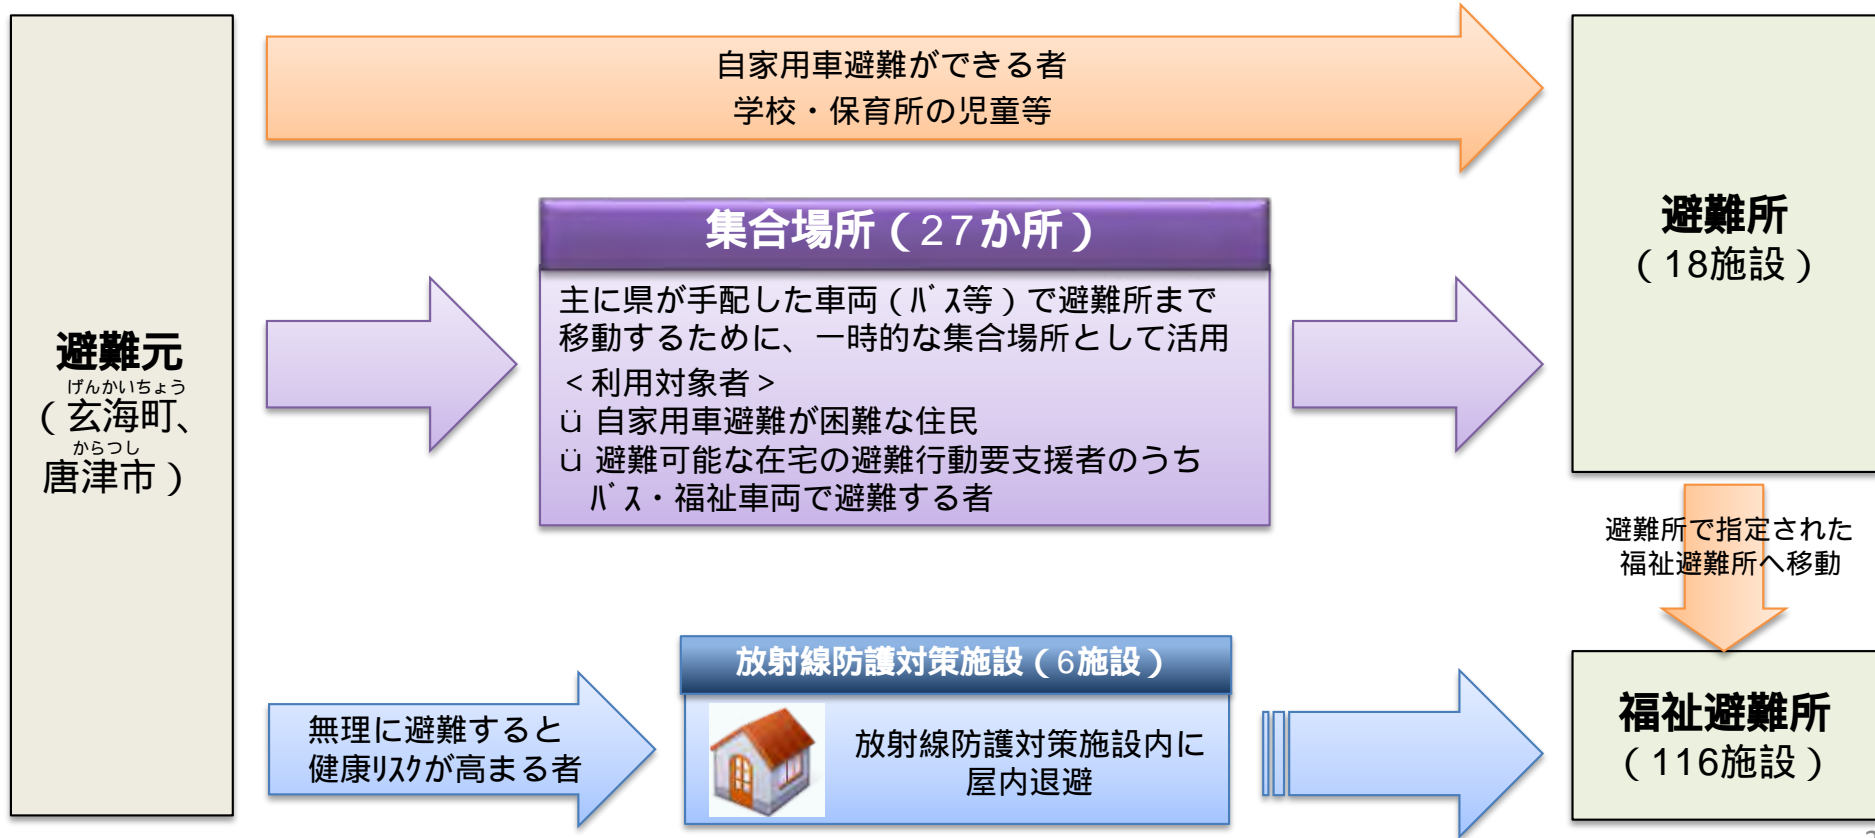 自家用車避難ができる者
学校・保育所の児童等
避難元
げんかいちょう
（玄海町、
からつし
唐津市）
集合場所（27か所）
主に県が手配した車両（ﾊﾞｽ等）で避難所まで
移動するために、一時的な集合場所として活用
＜利用対象者＞
ü 自家用車避難が困難な住民
ü 避難可能な在宅の避難行動要支援者のうち
ﾊﾞｽ・福祉車両で避難する者
避難所
（18施設）
避難所で指定された
福祉避難所へ移動
無理に避難すると
健康ﾘｽｸが高まる者
放射線防護対策施設（6施設）
放射線防護対策施設内に
屋内退避
福祉避難所
（116施設）